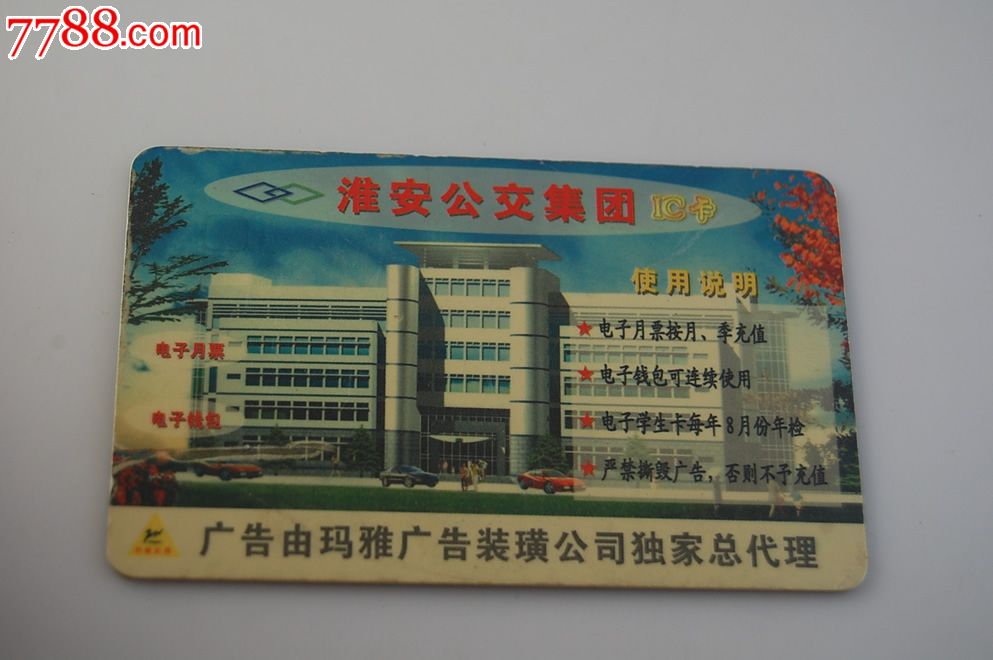 7788.com
淮安公交集团 IC卡
使用说明
★电子月票按月、季充值
电子月票
★电子钱包可连续使用
电子钱包
★电子学生卡每年8月份年检
★严禁撕毁广告，否则不予充值
广告由玛雅广告装璜公司独家总代理